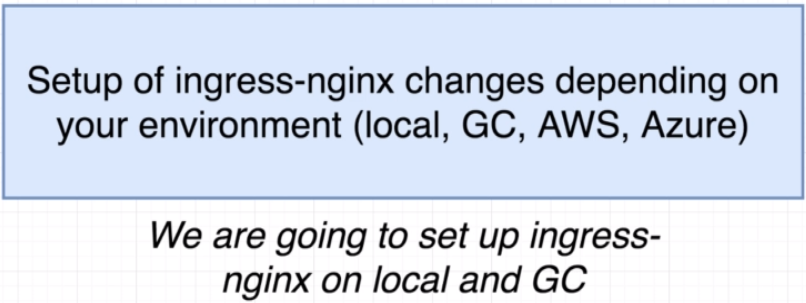 Setup of ingress-nginx changes depending on
your environment (local, GC, AWS, Azure)
We are going to set up ingress-
nginx on local and GC